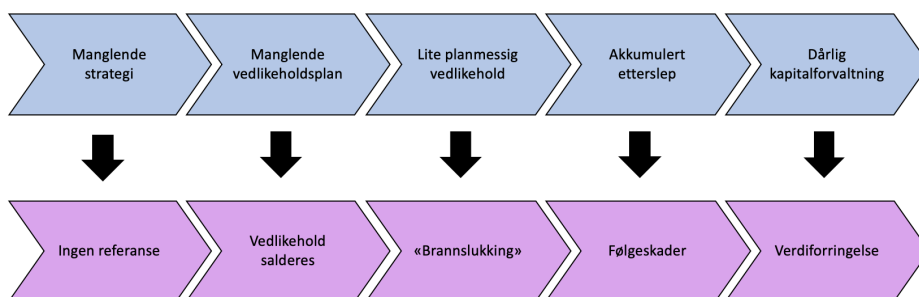 Manglende
strategi
Manglende
vedlikeholdsplan
Lite planmessig
vedlikehold
Akkumulert
etterslep
Dårlig
kapitalforvaltning
Ingen referanse
Vedlikehold
salderes
«Brannslukking»
Følgeskader
Verdiforringelse